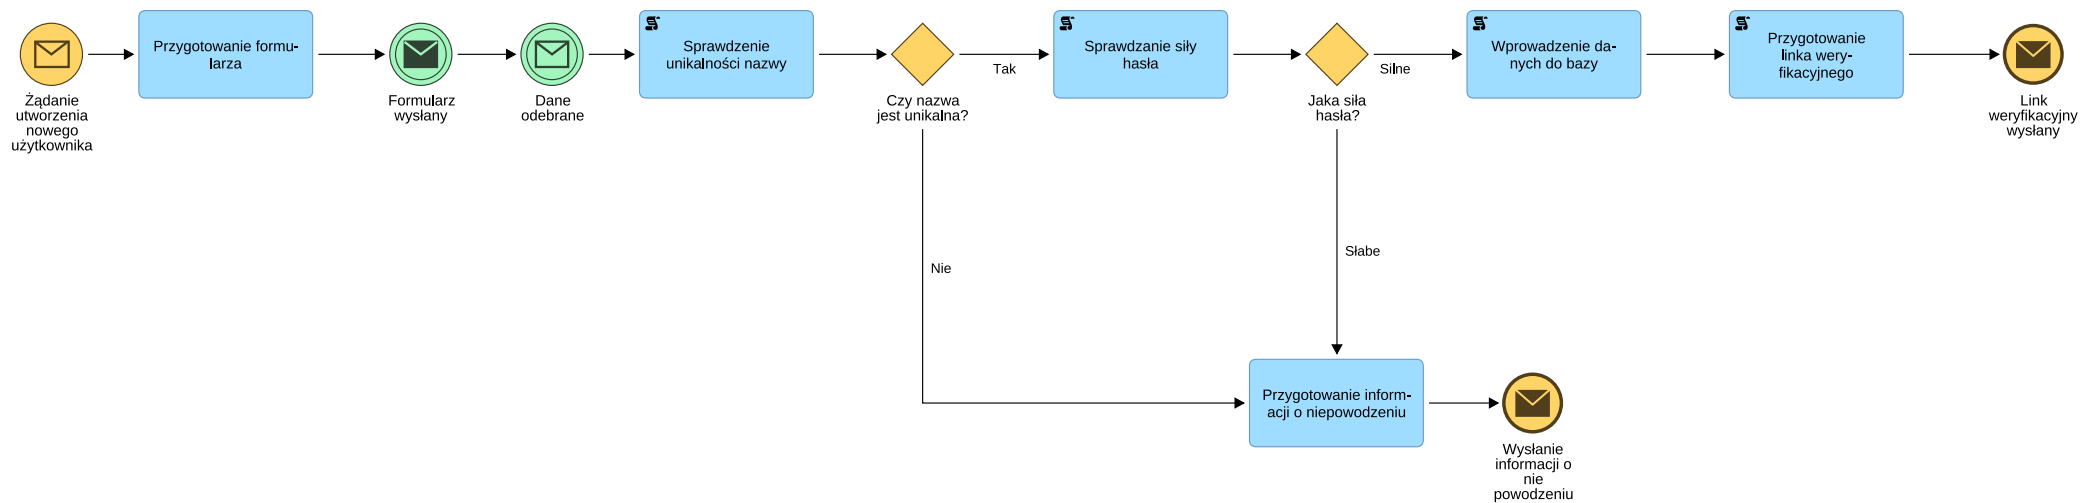 Przygotowanie formu-
larza
Sprawdzenie
unikalności nazwy
Sprawdzanie siły
hasła
Wprowadzenie da-
nych do bazy
Przygotowanie
linka wery-
fikacyjnego
Tak
Silne
Żądanie
utworzenia
nowego
użytkownika
Formularz
wysłany
Dane
odebrane
Czy nazwa
jest unikalna?
Jaka siła
hasła?
Link
weryfikacyjny
wysłany
Nie
Słabe
Przygotowanie inform-
acji o niepowodzeniu
Wysłanie
informacji o
nie
powodzeniu